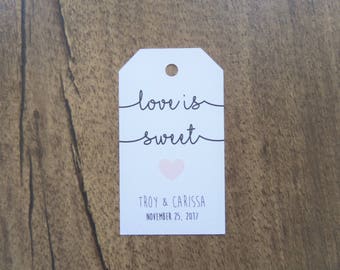 love is
sweet
TROY & CARISSA
NOVEMBER 25, 2017